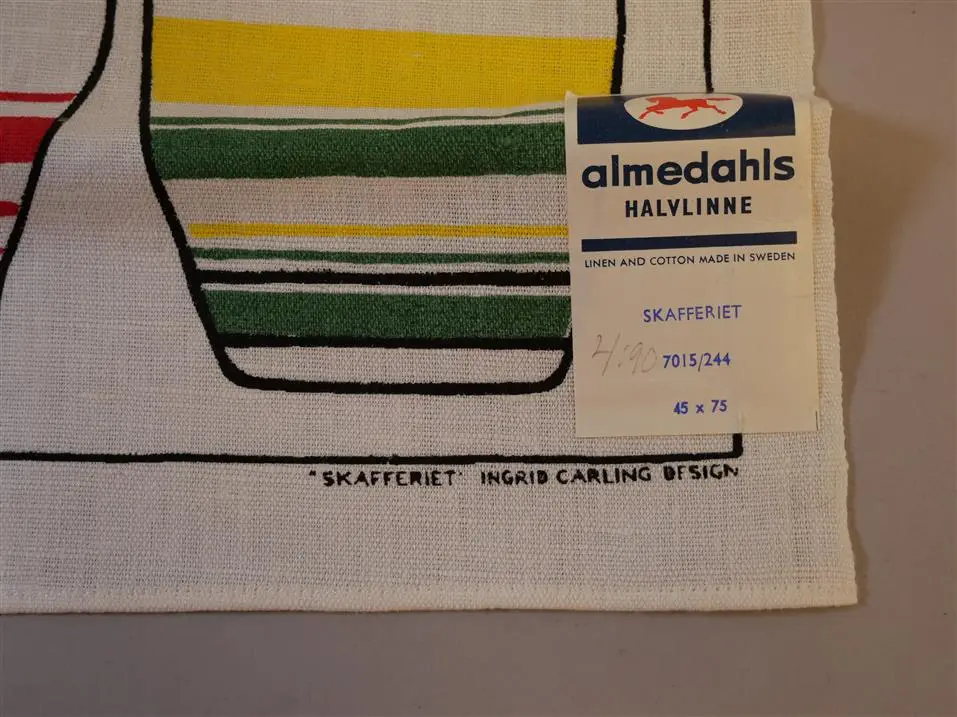 almedahls
HALVLINNE
LINEN AND COTTON MADE IN SWEDEN
SKAFFERIET
4:90 7015/244
45 x 75
"SKAFFERIET" INGRID CARLING DESIGN